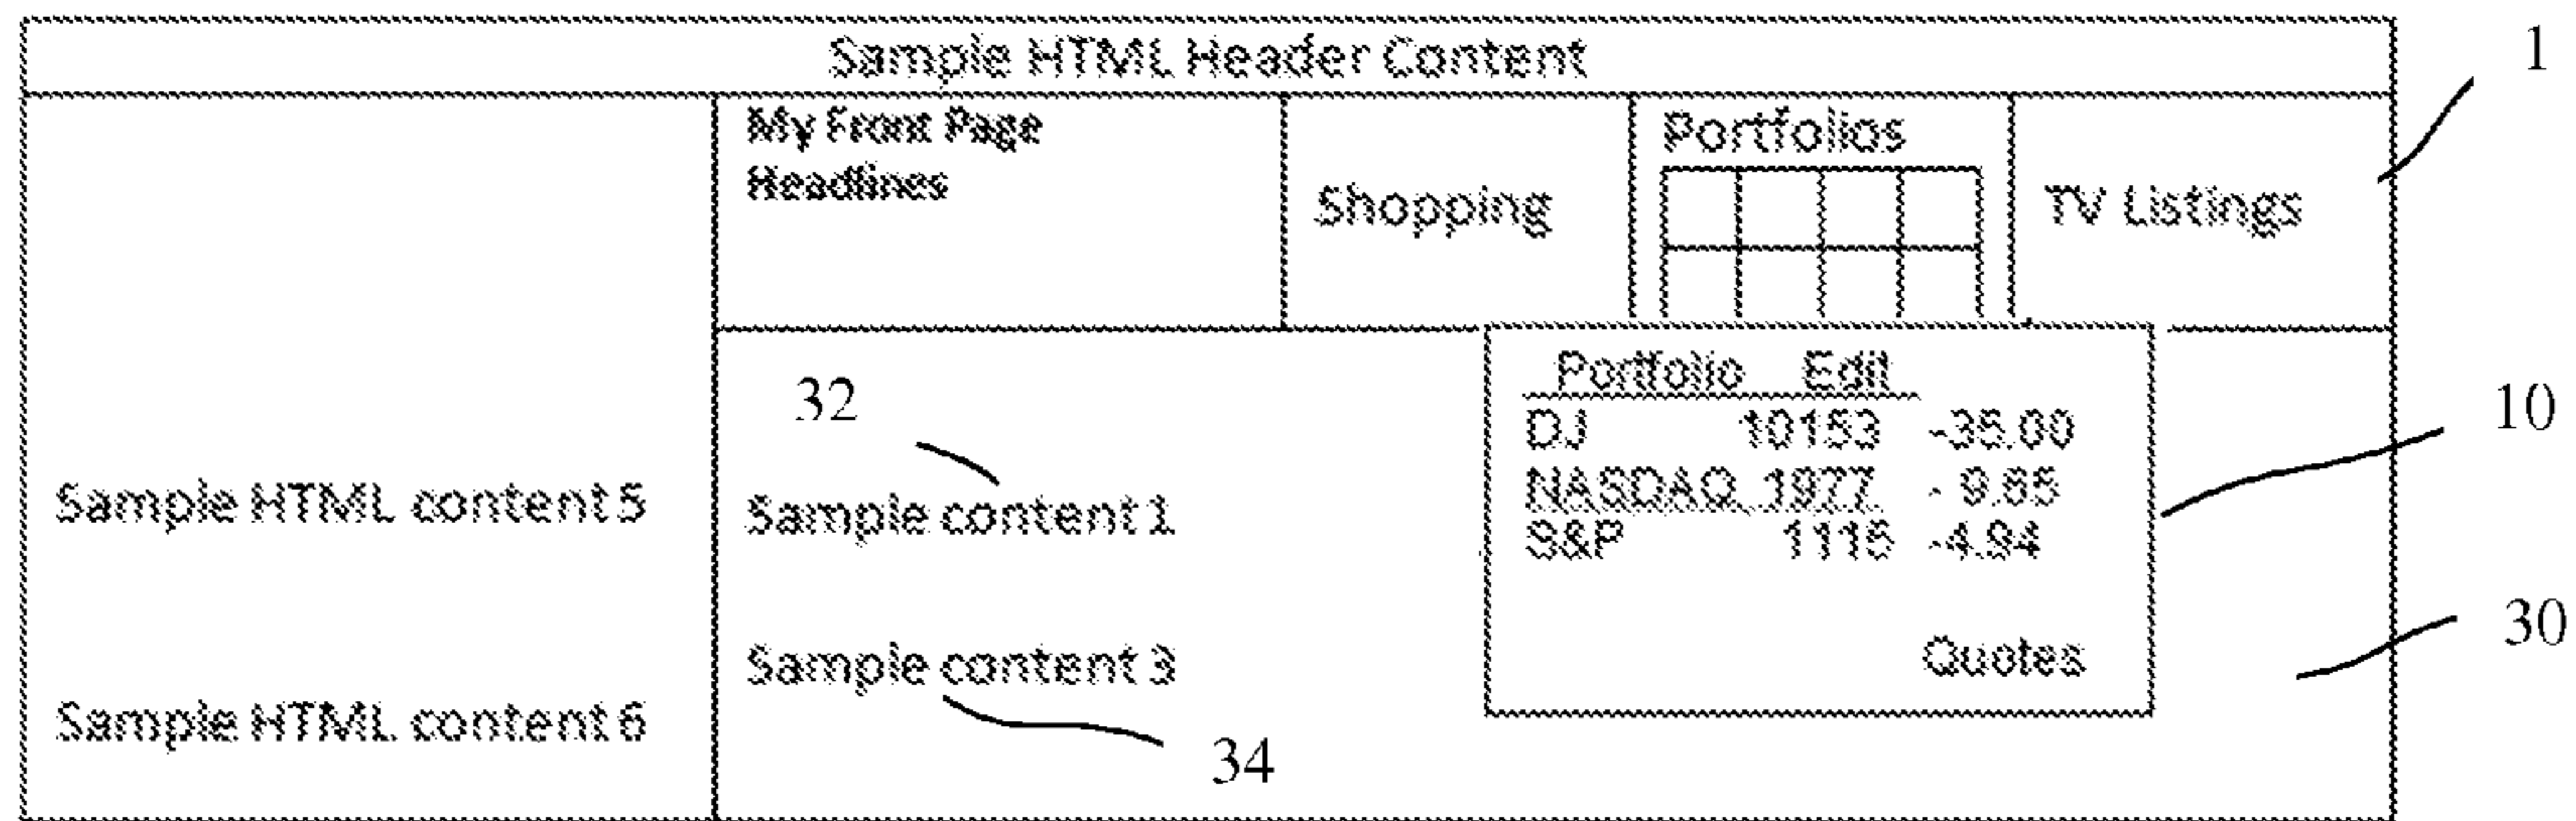 Sample HTML Header Content
1
My Front Page
Headlines
Shopping
Portfolios
TV Listings
Portfolio Edit
DJ 10153 -35.00
NASDAQ 1977 - 9.65
S&P 1115 -4.94
Quotes
10
32
Sample content 1
Sample content 3
34
30
Sample HTML content 5
Sample HTML content 6